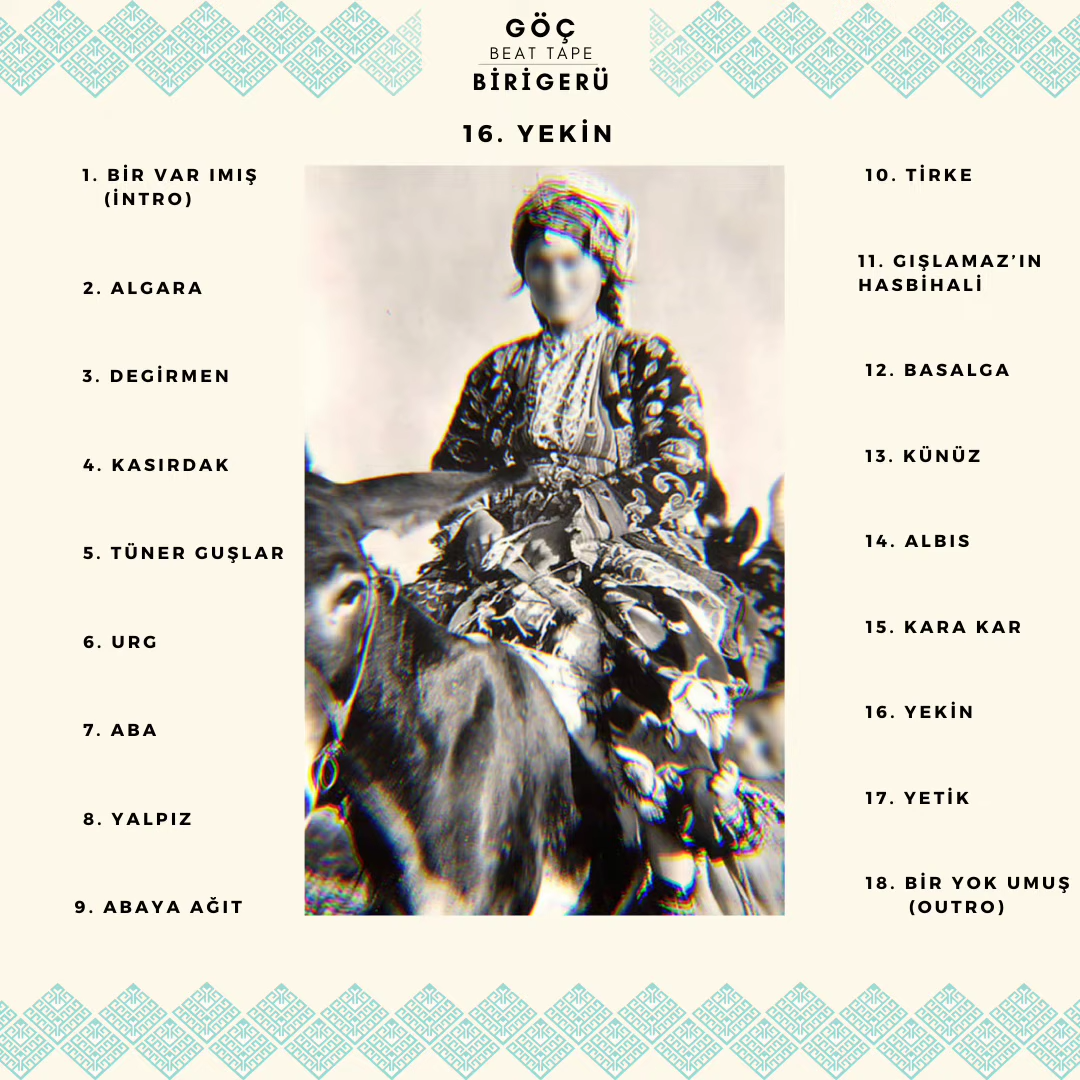 GÖÇ
BEAT TAPE
BİRİGERÜ
16. YEKİN
1. BİR VAR IMIŞ
(İNTRO)
2. ALGARA
3. DEGİRMEN
4. KASIRDAK
5. TÜNER GUŞLAR
6. URG
7. ABA
8. YALPIZ
9. ABAYA AĞIT
10. TİRKE
11. GIŞLAMAZ’IN
HASBİHALİ
12. BASALGA
13. KÜNÜZ
14. ALBIS
15. KARA KAR
16. YEKİN
17. YETİK
18. BİR YOK UMUŞ
(OUTRO)